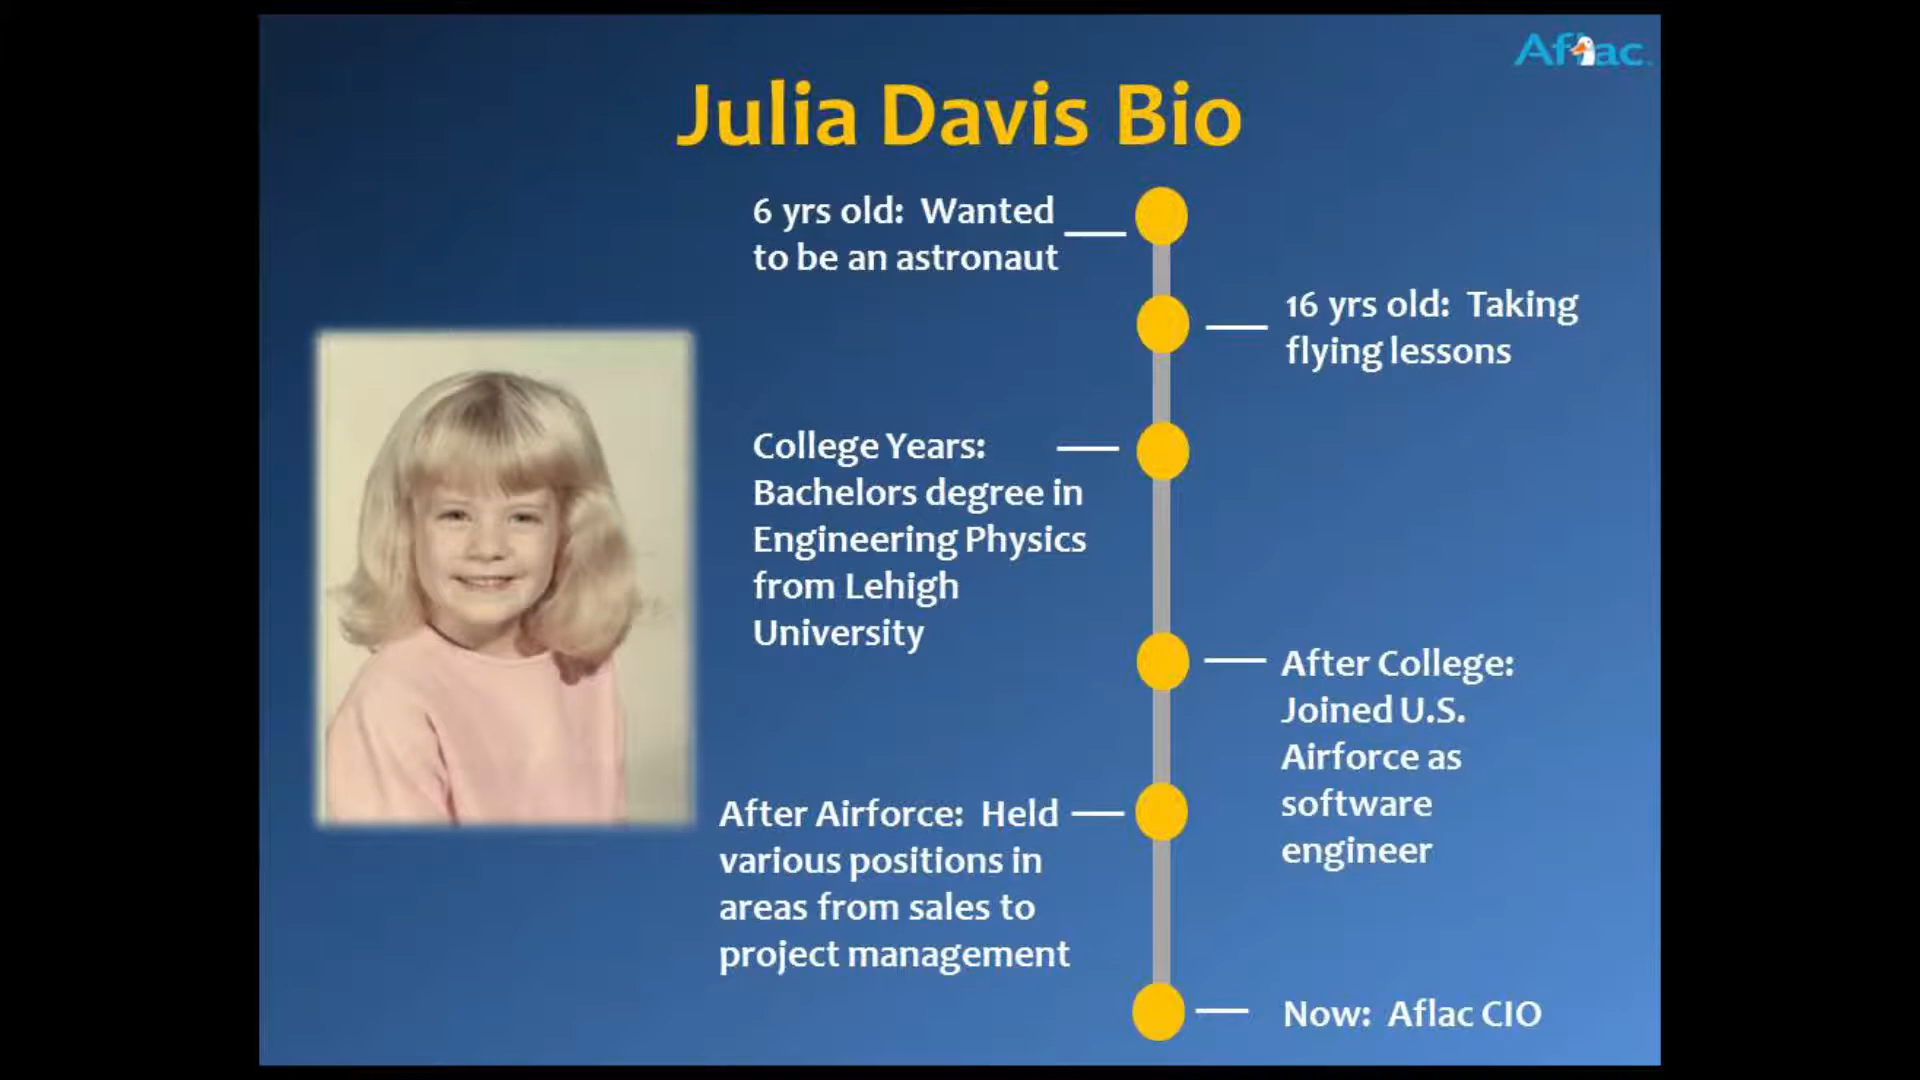 Aflac
Julia Davis Bio
6 yrs old: Wanted
to be an astronaut
16 yrs old: Taking
flying lessons
College Years:
Bachelors degree in
Engineering Physics
from Lehigh
University
After College:
Joined U.S.
Airforce as
software
engineer
After Airforce: Held
various positions in
areas from sales to
project management
Now: Aflac CIO